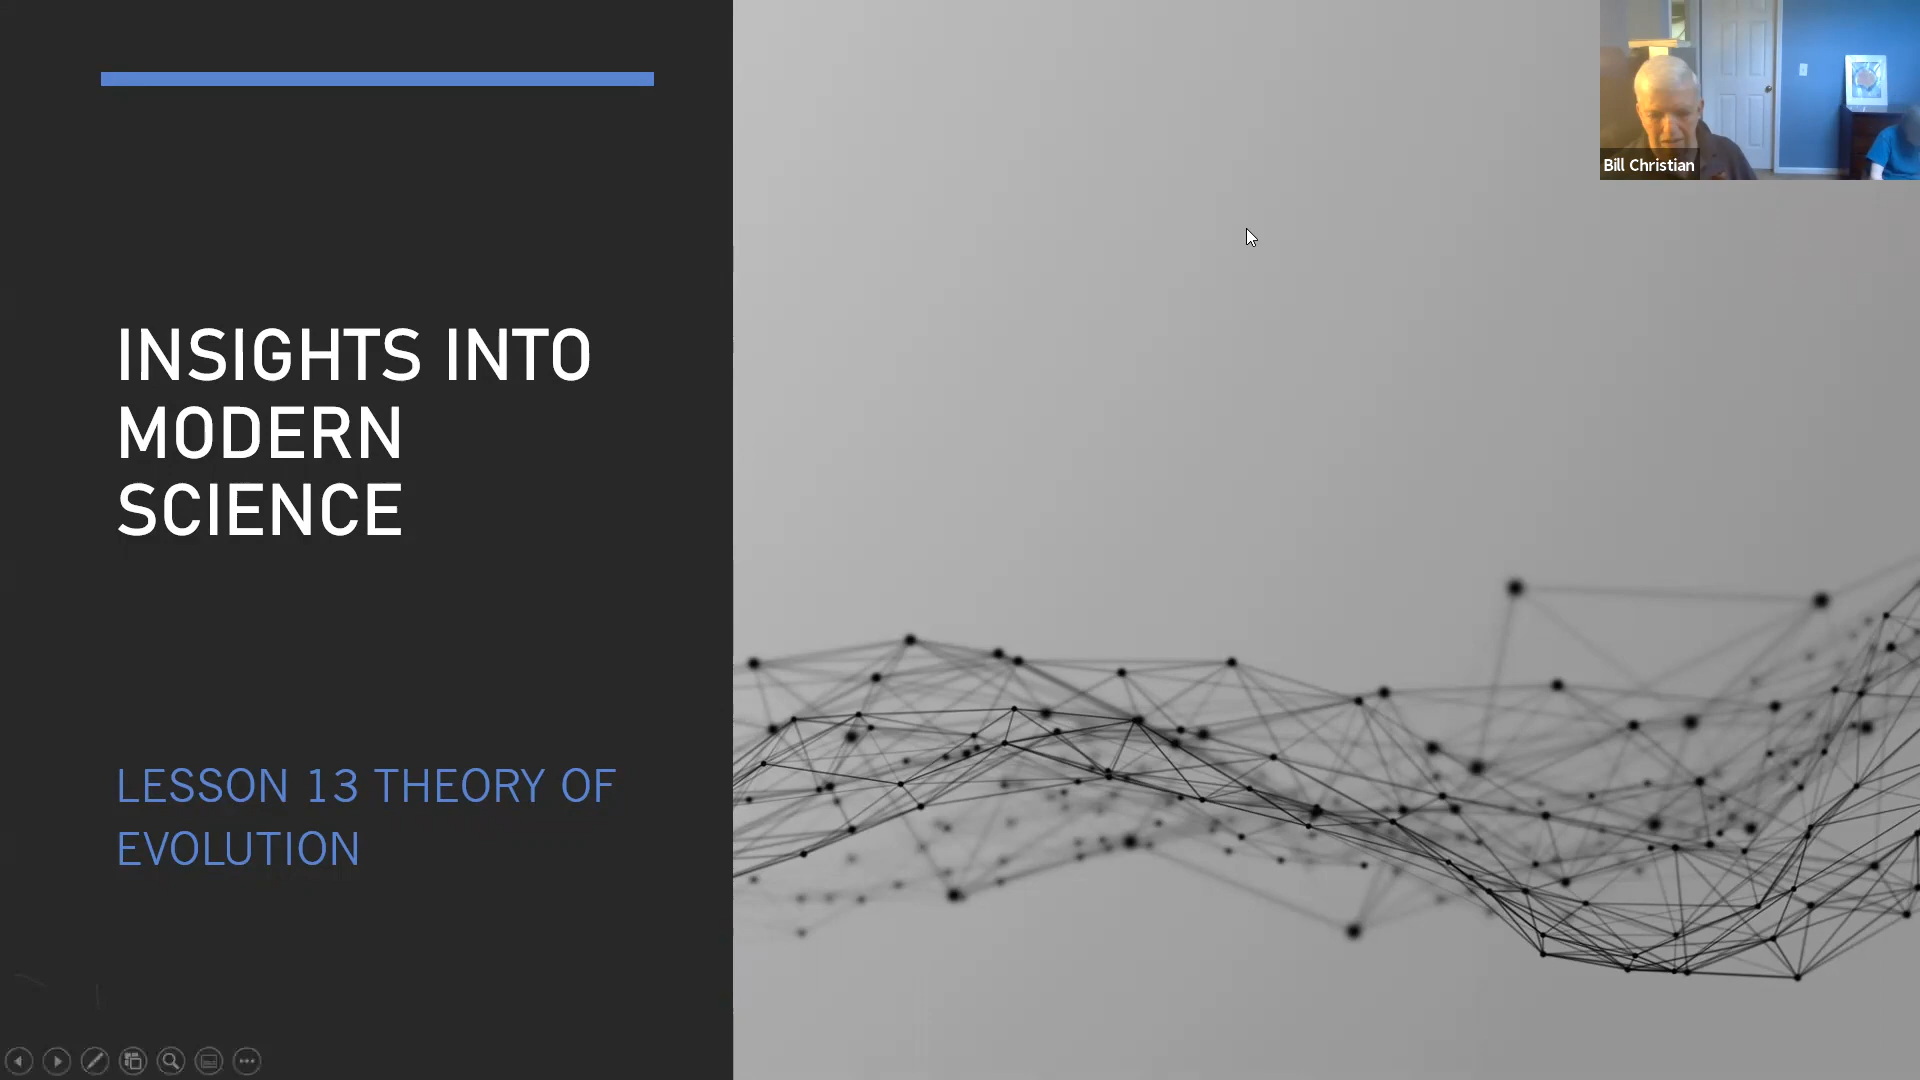 Bill Christian
INSIGHTS INTO
MODERN
SCIENCE
LESSON 13 THEORY OF
EVOLUTION